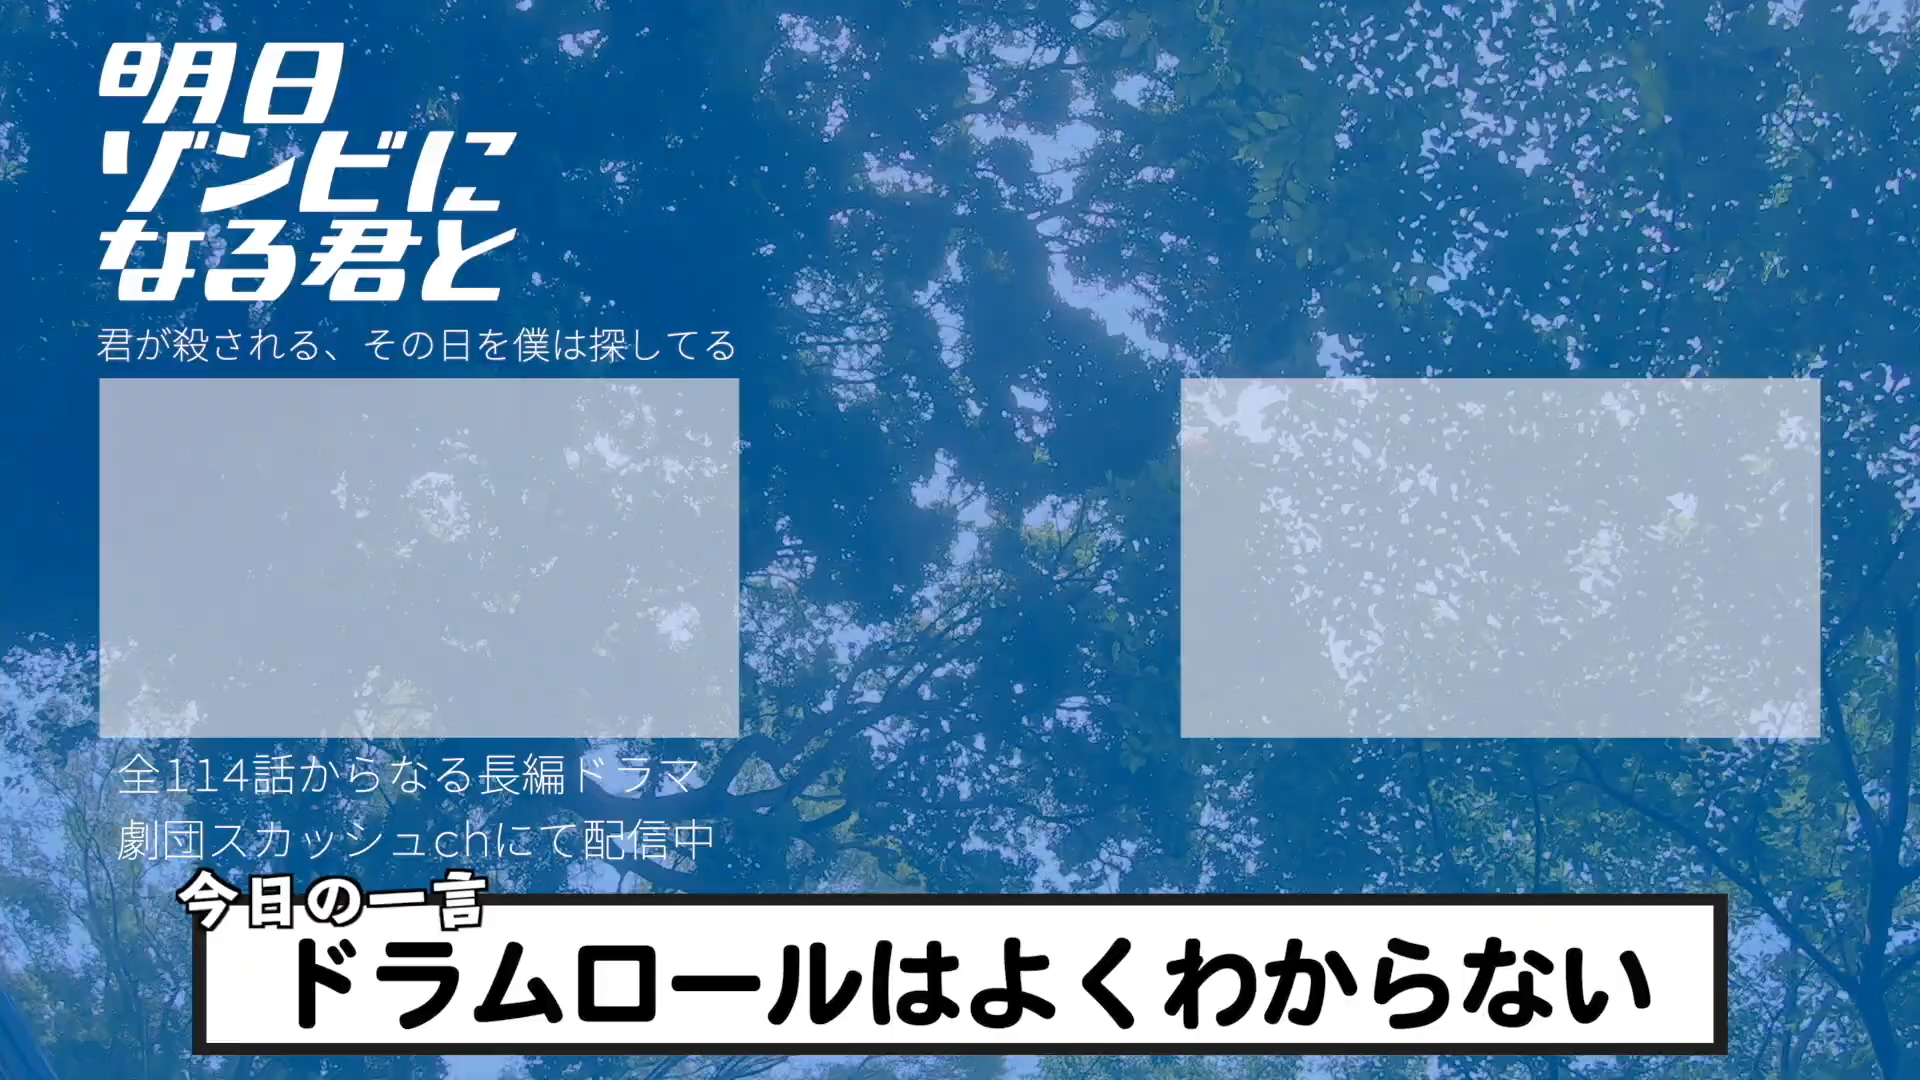 明日
ゾンビに
なる君と
君が殺される、その日を僕は探してる
全114話からなる長編ドラマ
劇団スカッシュchにて配信中
今日の一言
ドラムロールはよくわからない